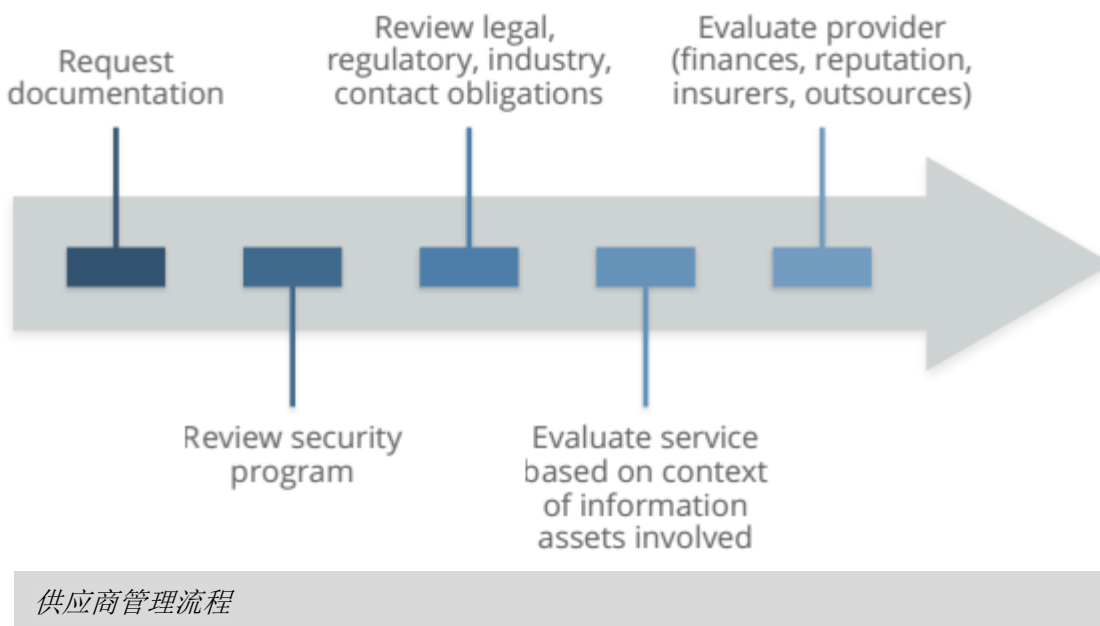 Request
documentation
Review security
program
Review legal,
regulatory, industry,
contact obligations
Evaluate service
based on context
of information
assets involved
Evaluate provider
(finances, reputation,
insurers, outsources)
供应商管理流程